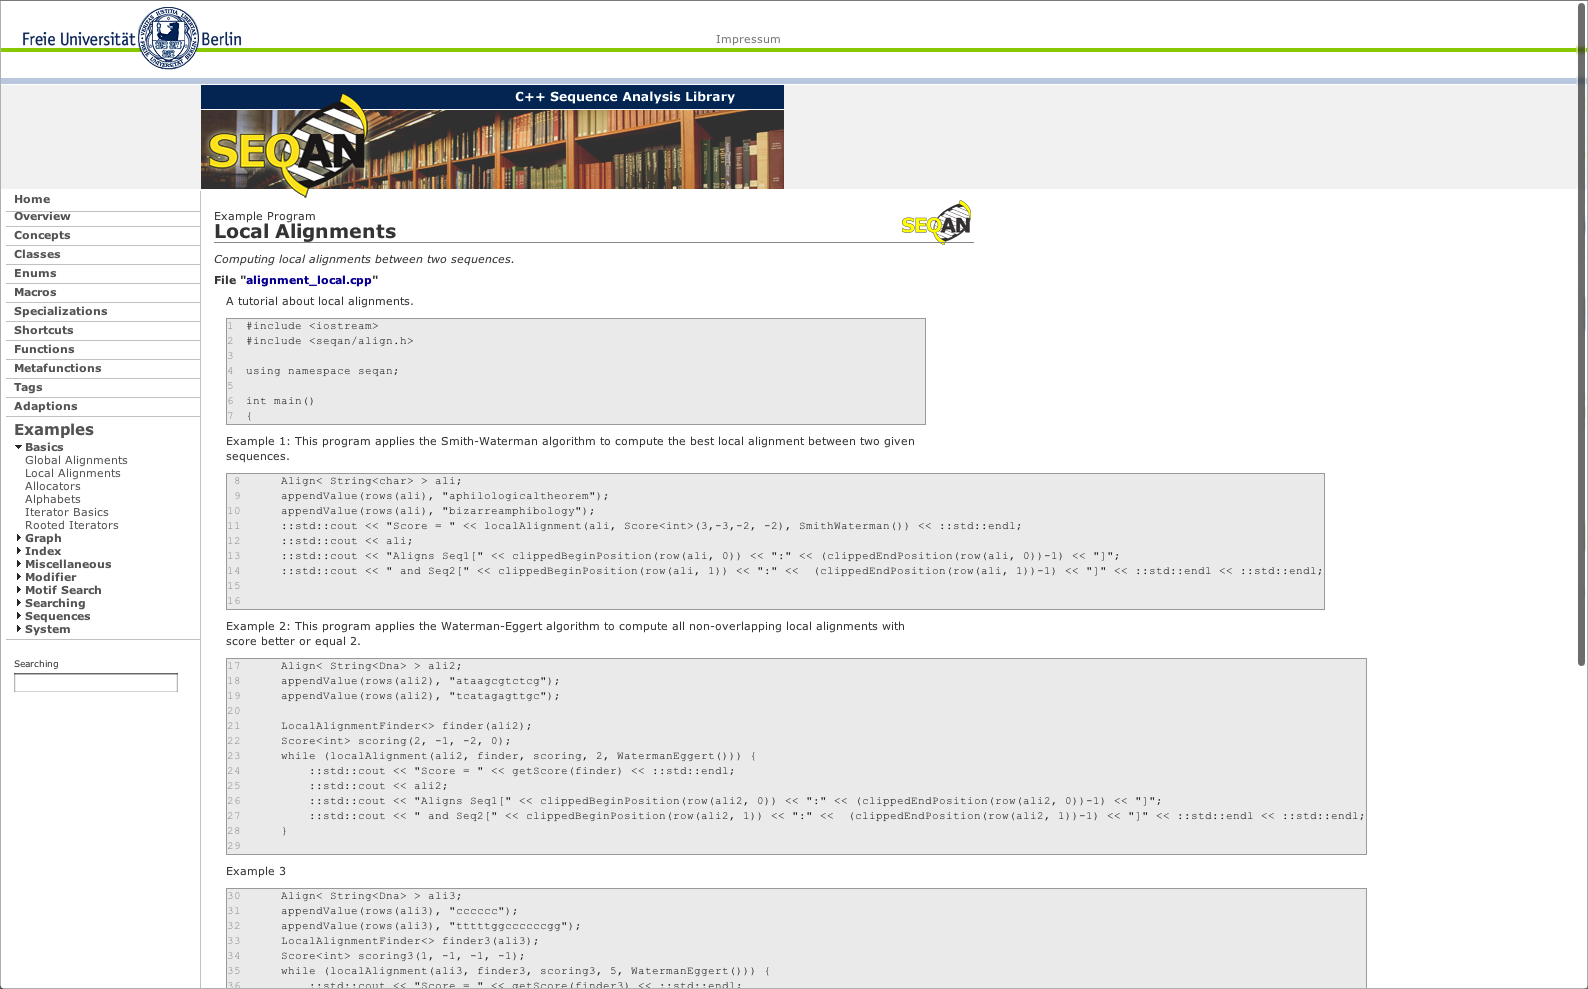 Freie Universität Berlin
Impressum
C++ Sequence Analysis Library
SEQAN
Home
Overview
Concepts
Classes
Enums
Macros
Specializations
Shortcuts
Functions
Metafunctions
Tags
Adaptions
Examples
Basics
Global Alignments
Local Alignments
Allocators
Alphabets
Iterator Basics
Rooted Iterators
Graph
Index
Miscellaneous
Modifier
Motif Search
Searching
Sequences
System
Searching
Example Program
Local Alignments
SEQAN
Computing local alignments between two sequences.
File "alignment_local.cpp"
A tutorial about local alignments.
1 #include <iostream>
2 #include <seqan/align.h>
3
4 using namespace seqan;
5
6 int main()
7 {
Example 1: This program applies the Smith-Waterman algorithm to compute the best local alignment between two given
sequences.
8 Align< String<char> > ali;
9 appendValue(rows(ali), "aphilologicaltheorem");
10 appendValue(rows(ali), "bizarreamphibology");
11 ::std::cout << "Score = " << localAlignment(ali, Score<int>(3,-3,-2, -2), SmithWaterman()) << ::std::endl;
12 ::std::cout << ali;
13 ::std::cout << "Aligns Seq1[" << clippedBeginPosition(row(ali, 0)) << ":" << (clippedEndPosition(row(ali, 0))-1) << "]";
14 ::std::cout << " and Seq2[" << clippedBeginPosition(row(ali, 1)) << ":" <<  (clippedEndPosition(row(ali, 1))-1) << "]" << ::std::endl << ::std::endl;
15
16
Example 2: This program applies the Waterman-Eggert algorithm to compute all non-overlapping local alignments with
score better or equal 2.
17 Align< String<Dna> > ali2;
18 appendValue(rows(ali2), "ataagcgtctcg");
19 appendValue(rows(ali2), "tcatagagttgc");
20
21 LocalAlignmentFinder<> finder(ali2);
22 Score<int> scoring(2, -1, -2, 0);
23 while (localAlignment(ali2, finder, scoring, 2, WatermanEggert())) {
24 ::std::cout << "Score = " << getScore(finder) << ::std::endl;
25 ::std::cout << ali2;
26 ::std::cout << "Aligns Seq1[" << clippedBeginPosition(row(ali2, 0)) << ":" << (clippedEndPosition(row(ali2, 0))-1) << "]";
27 ::std::cout << " and Seq2[" << clippedBeginPosition(row(ali2, 1)) << ":" <<  (clippedEndPosition(row(ali2, 1))-1) << "]" << ::std::endl << ::std::endl;
28 }
29
Example 3
30 Align< String<Dna> > ali3;
31 appendValue(rows(ali3), "cccccc");
32 appendValue(rows(ali3), "tttttggccccccgg");
33 LocalAlignmentFinder<> finder3(ali3);
34 Score<int> scoring3(1, -1, -1, -1);
35 while (localAlignment(ali3, finder3, scoring3, 5, WatermanEggert())) {
36 ::std::cout << "Score = " << getScore(finder3) << ::std::endl;